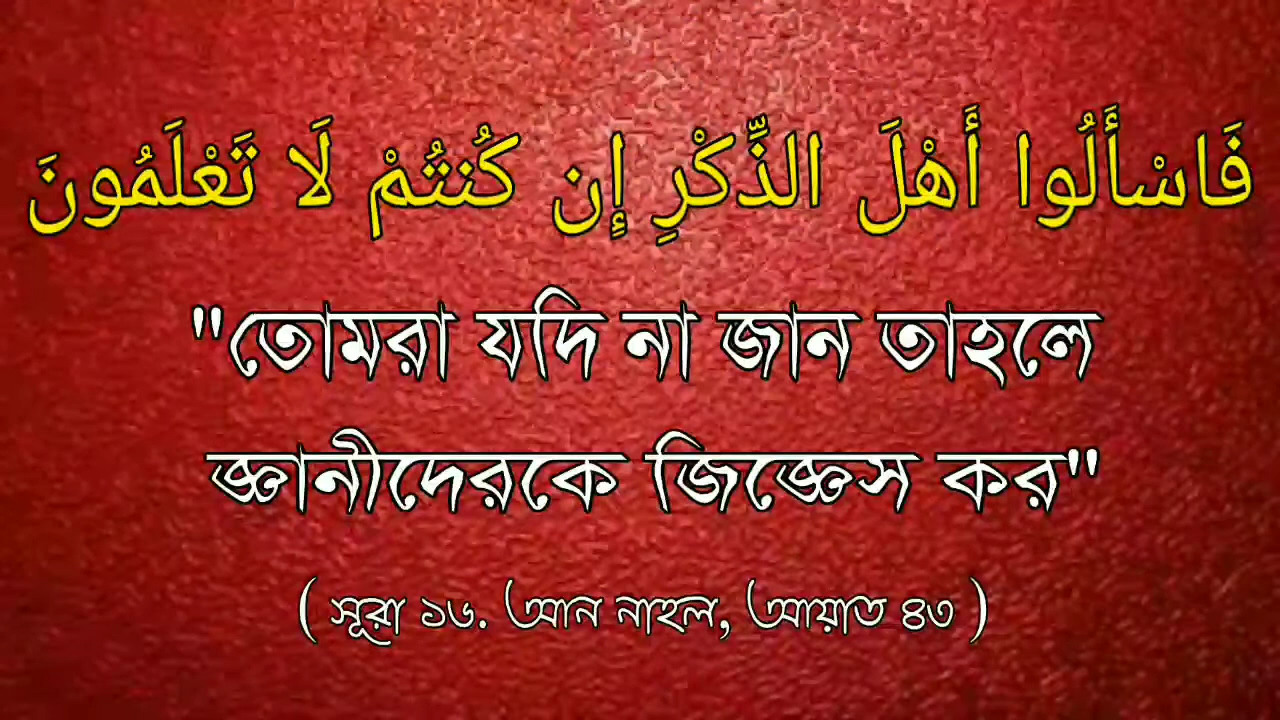 فَاسْأَلُوا أَهْلَ الذِّكْرِ إِن كُنتُمْ لَا تَعْلَمُونَ
"তোমরা যদি না জান তাহলে
জ্ঞানীদেরকে জিজ্ঞেস কর"
( সূরা ১৬. আন নাহল, আয়াত ৪৩ )